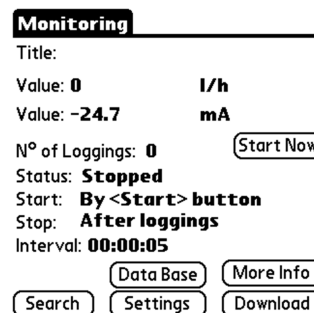 Monitoring
Title:
Value: 0 l/h
Value: -24.7 mA
Start Now
Nº of Loggings: 0
Status: Stopped
Start: By <Start> button
Stop: After loggings
Interval: 00:00:05
Data Base More Info
Search Settings Download